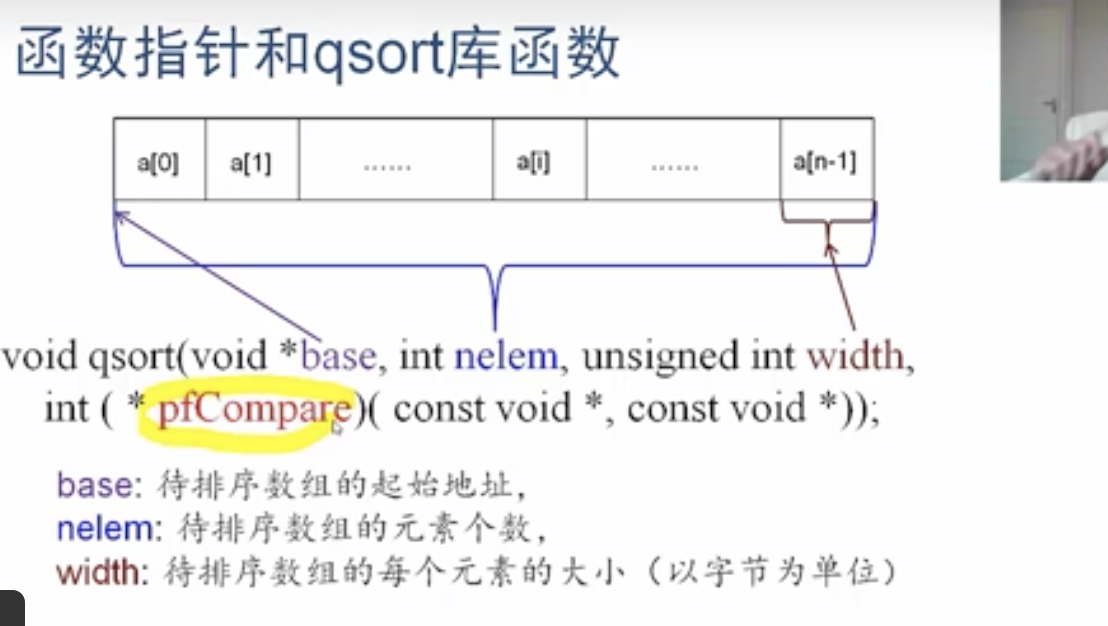 函数指针和qsort库函数
a[0] a[1] ...... a[i] ...... a[n-1]
void qsort(void *base, int nelem, unsigned int width,
int ( * pfCompare)( const void *, const void *));
base: 待排序数组的起始地址，
nelem: 待排序数组的元素个数，
width: 待排序数组的每个元素的大小（以字节为单位）